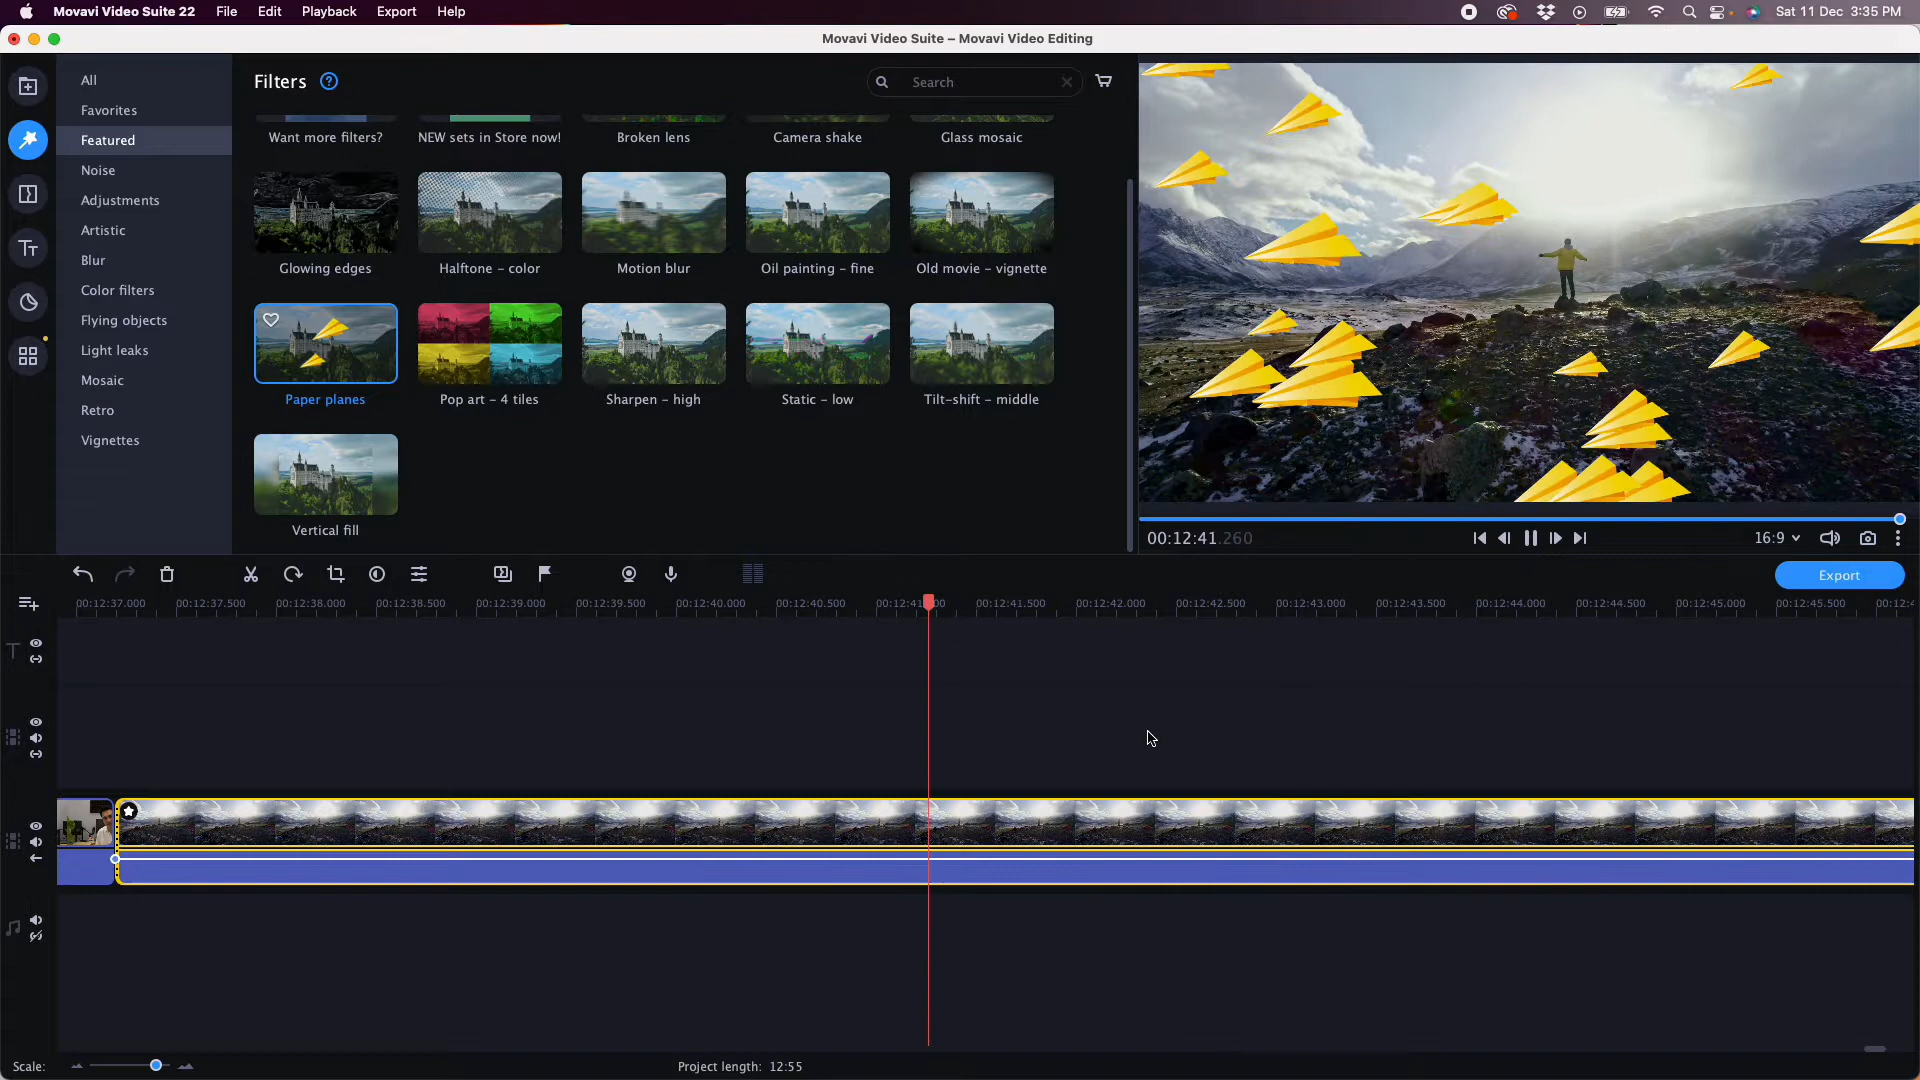 Movavi Video Suite 22 File Edit Playback Export Help Sat 11 Dec 3:35 PM
Movavi Video Suite – Movavi Video Editing
All
Favorites
Featured
Noise
Adjustments
Artistic
Blur
Color filters
Flying objects
Light leaks
Mosaic
Retro
Vignettes
Filters ? Search
Want more filters? NEW sets in Store now! Broken lens Camera shake Glass mosaic
Glowing edges Halftone – color Motion blur Oil painting – fine Old movie – vignette
Paper planes Pop art – 4 tiles Sharpen – high Static – low Tilt-shift – middle
Vertical fill
00:12:41.260 16:9
Export
00:12:37.000 00:12:37.500 00:12:38.000 00:12:38.500 00:12:39.000 00:12:39.500 00:12:40.000 00:12:40.500 00:12:42.000 00:12:41.500 00:12:42.500 00:12:43.000 00:12:43.500 00:12:44.000 00:12:44.500 00:12:45.000 00:12:45.500
Scale: Project length: 12:55